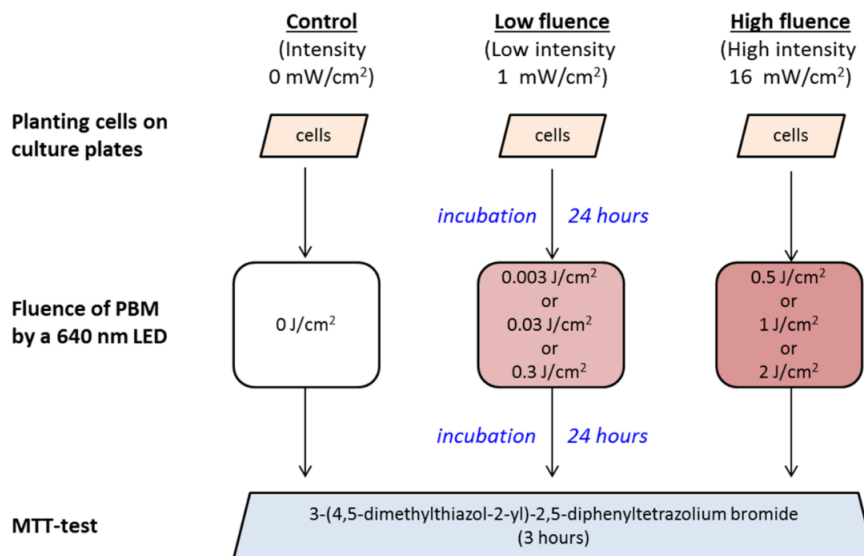 Control
(Intensity
0 mW/cm²)
Low fluence
(Low intensity
1 mW/cm²)
High fluence
(High intensity
16 mW/cm²)
Planting cells on
culture plates
cells
cells
cells
incubation 24 hours
Fluence of PBM
by a 640 nm LED
0 J/cm²
0.003 J/cm²
or
0.03 J/cm²
or
0.3 J/cm²
0.5 J/cm²
or
1 J/cm²
or
2 J/cm²
incubation 24 hours
MTT-test
3-(4,5-dimethylthiazol-2-yl)-2,5-diphenyltetrazolium bromide
(3 hours)